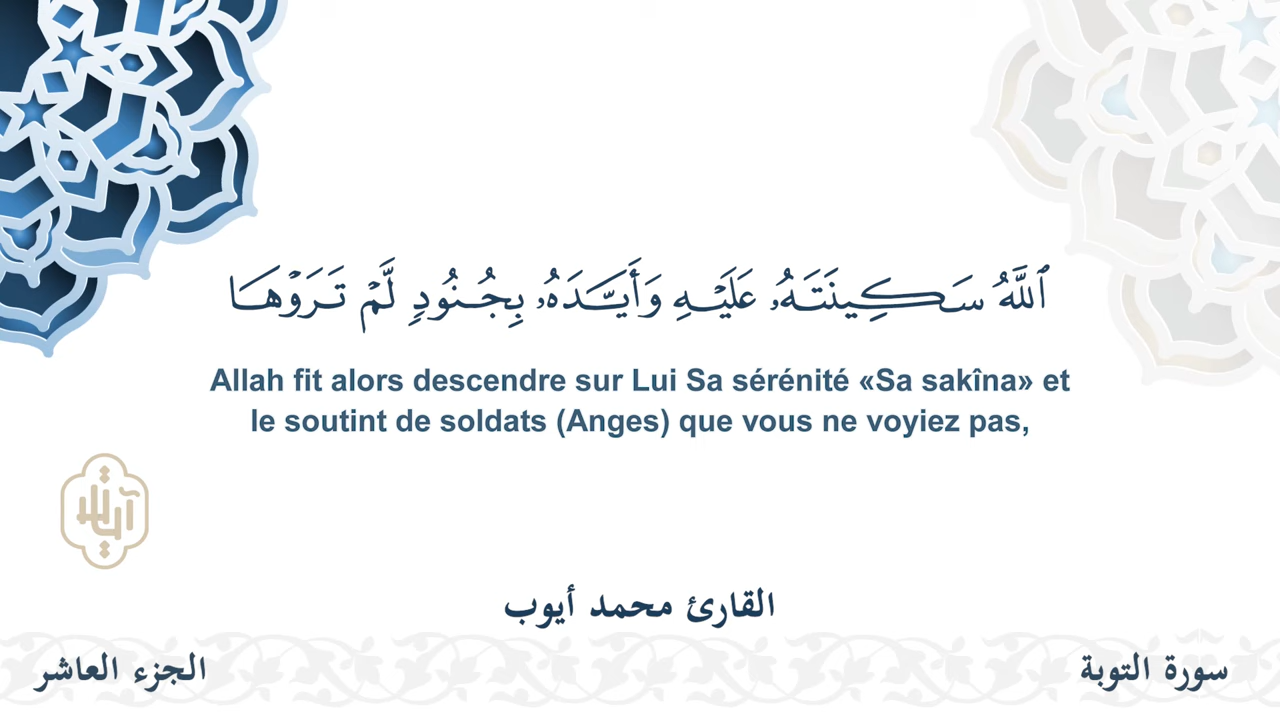 ٱللَّهُ سَكِينَتَهُۥ عَلَيْهِ وَأَيَّدَهُۥ بِجُنُودٍۢ لَّمْ تَرَوْهَا
Allah fit alors descendre sur Lui Sa sérénité «Sa sakîna» et
le soutint de soldats (Anges) que vous ne voyiez pas,
القارئ محمد أيوب
سورة التوبة
الجزء العاشر